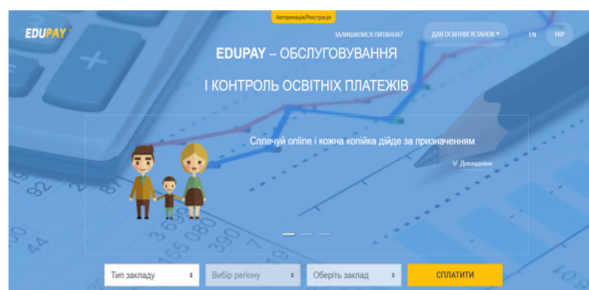 Авторизація/Реєстрація
EDUPAY
ЗАЛИШИЛИСЯ ПИТАННЯ?
ДЛЯ ОСВІТНІХ УСТАНОВ
EN
УКР
EDUPAY – ОБСЛУГОВУВАННЯ
І КОНТРОЛЬ ОСВІТНІХ ПЛАТЕЖІВ
Сплачуй online і кожна копійка дійде за призначенням
Докладніше
Тип закладу
Вибір регіону
Оберіть заклад
СПЛАТИТИ